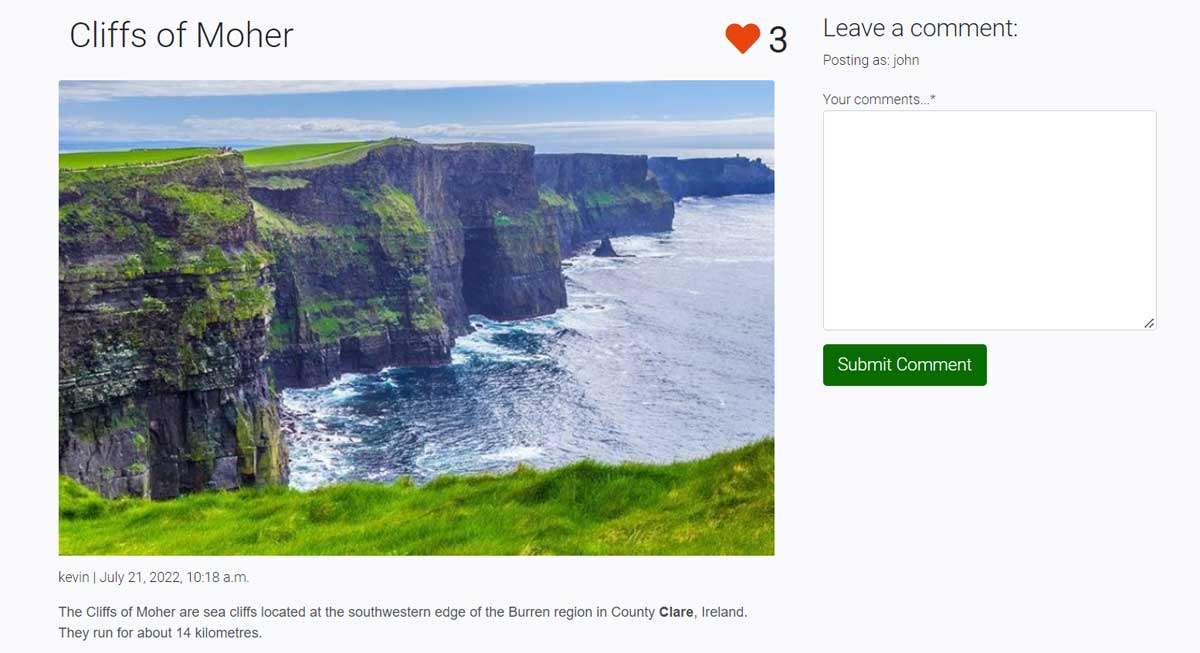 Cliffs of Moher
3
Leave a comment:
Posting as: john
Your comments...*
Submit Comment
kevin | July 21, 2022, 10:18 a.m.
The Cliffs of Moher are sea cliffs located at the southwestern edge of the Burren region in County Clare, Ireland.
They run for about 14 kilometres.